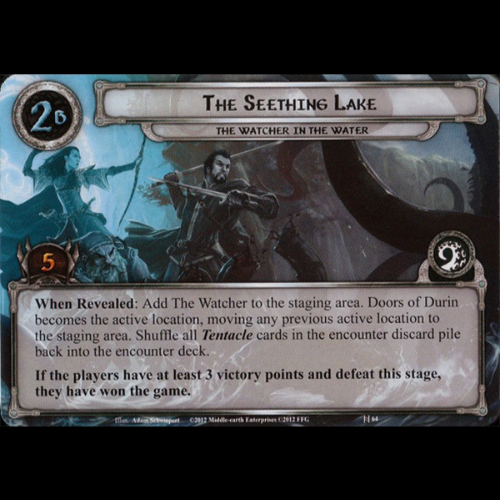 2B
THE SEETHING LAKE
THE WATCHER IN THE WATER
5
When Revealed: Add The Watcher to the staging area. Doors of Durin
becomes the active location, moving any previous active location to
the staging area. Shuffle all Tentacle cards in the encounter discard pile
back into the encounter deck.
If the players have at least 3 victory points and defeat this stage,
they have won the game.
Illus. Adam Schumpert ©2012 Middle-earth Enterprises ©2012 FFG 64